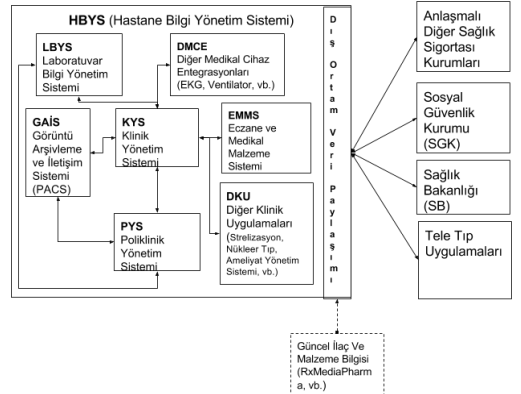 HBYS (Hastane Bilgi Yönetim Sistemi)
LBYS
Laboratuvar
Bilgi Yönetim
Sistemi
DMCE
Diğer Medikal Cihaz
Entegrasyonları
(EKG, Ventilator, vb.)
GAİS
Görüntü
Arşivleme
ve İletişim
Sistemi
(PACS)
KYS
Klinik
Yönetim
Sistemi
EMMS
Eczane ve
Medikal
Malzeme Sistemi
PYS
Poliklinik
Yönetim
Sistemi
DKU
Diğer Klinik
Uygulamaları
(Strelizasyon,
Nükleer Tıp,
Ameliyat Yönetim
Sistemi, vb.)
Dış Ortam Veri Paylaşımı
Anlaşmalı
Diğer Sağlık
Sigortası
Kurumları
Sosyal
Güvenlik
Kurumu
(SGK)
Sağlık
Bakanlığı
(SB)
Tele Tıp
Uygulamaları
Güncel İlaç Ve
Malzeme Bilgisi
(RxMediaPharm
a, vb.)